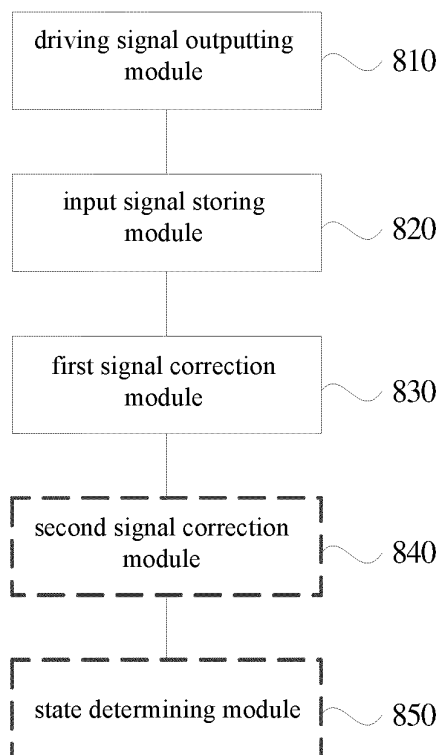 driving signal outputting
module
810
input signal storing
module
820
first signal correction
module
830
second signal correction
module
840
state determining module
850